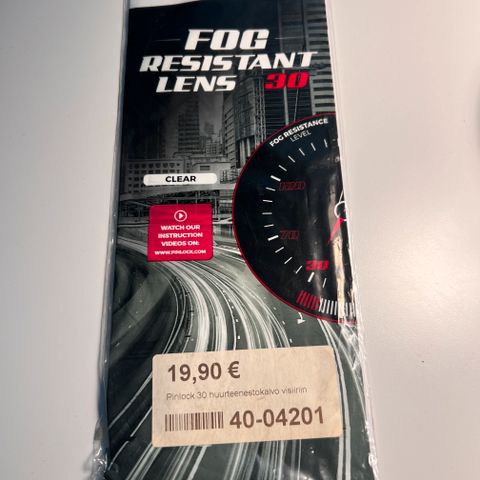 FOG
RESISTANT
LENS 30
FOG RESISTANCE
LEVEL
120
70
30
CLEAR
WATCH OUR
INSTRUCTION
VIDEOS ON:
WWW.PINLOCK.COM
19,90 €
Pinlock 30 huurteenestokalvo visiiriin
40-04201